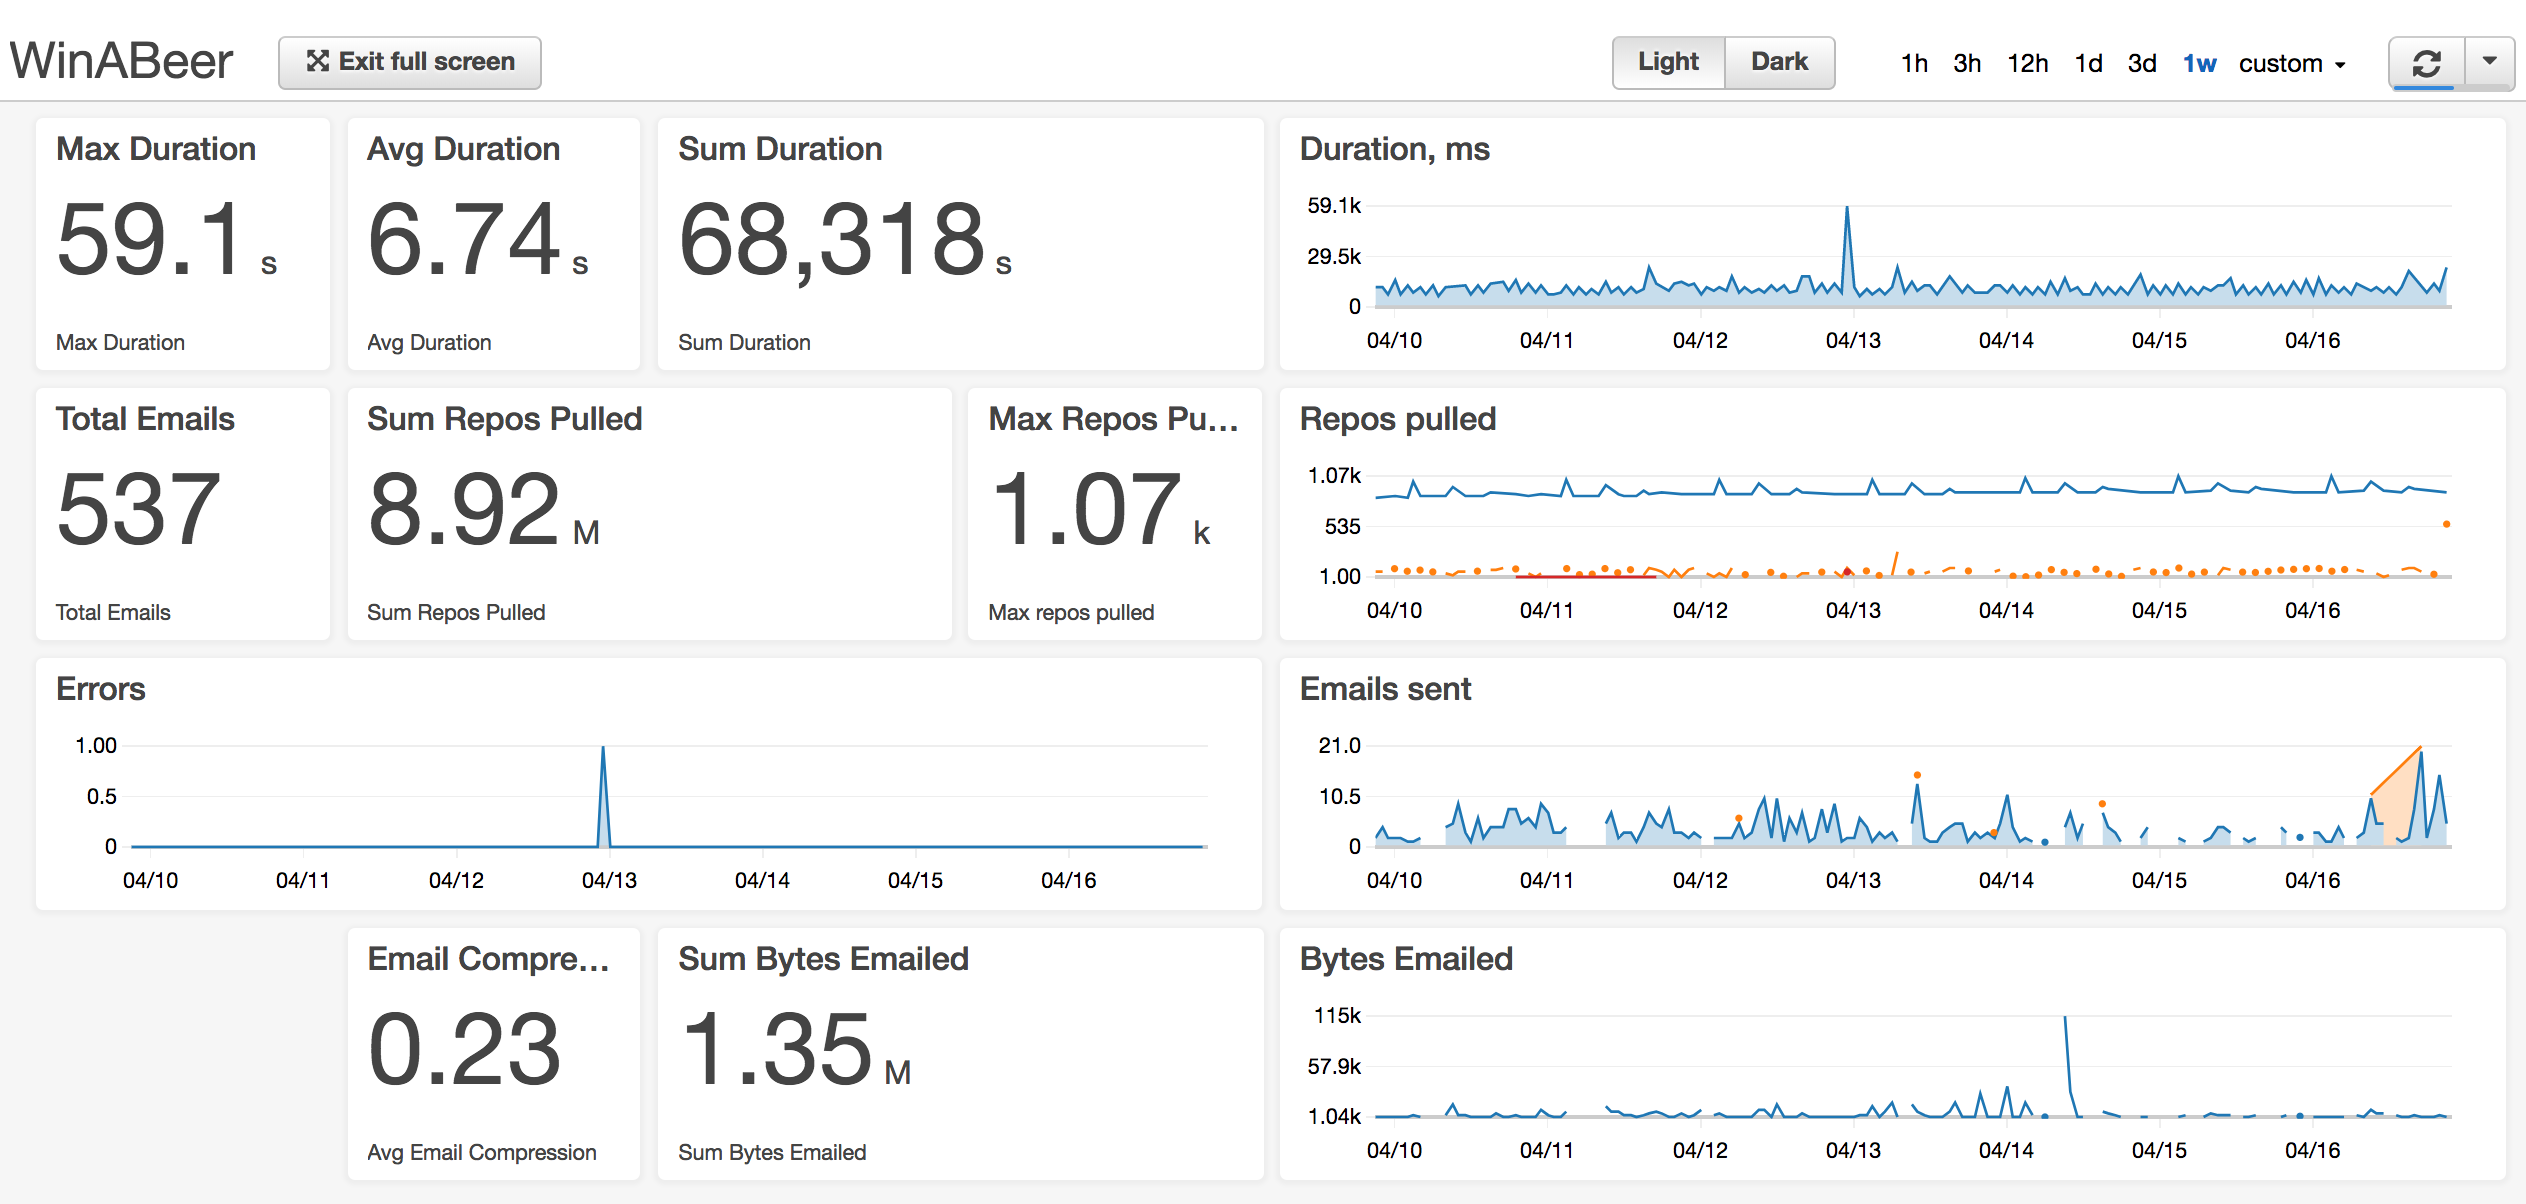 WinABeer
Exit full screen
Light Dark
1h 3h 12h 1d 3d 1w custom
Max Duration
59.1 s
Max Duration
Avg Duration
6.74 s
Avg Duration
Sum Duration
68,318 s
Sum Duration
Duration, ms
59.1k
29.5k
0
04/10 04/11 04/12 04/13 04/14 04/15 04/16
Total Emails
537
Total Emails
Sum Repos Pulled
8.92 M
Sum Repos Pulled
Max Repos Pu...
1.07 k
Max repos pulled
Repos pulled
1.07k
535
1.00
04/10 04/11 04/12 04/13 04/14 04/15 04/16
Errors
1.00
0.5
0
04/10 04/11 04/12 04/13 04/14 04/15 04/16
Emails sent
21.0
10.5
0
04/10 04/11 04/12 04/13 04/14 04/15 04/16
Email Compre...
0.23
Avg Email Compression
Sum Bytes Emailed
1.35 M
Sum Bytes Emailed
Bytes Emailed
115k
57.9k
1.04k
04/10 04/11 04/12 04/13 04/14 04/15 04/16